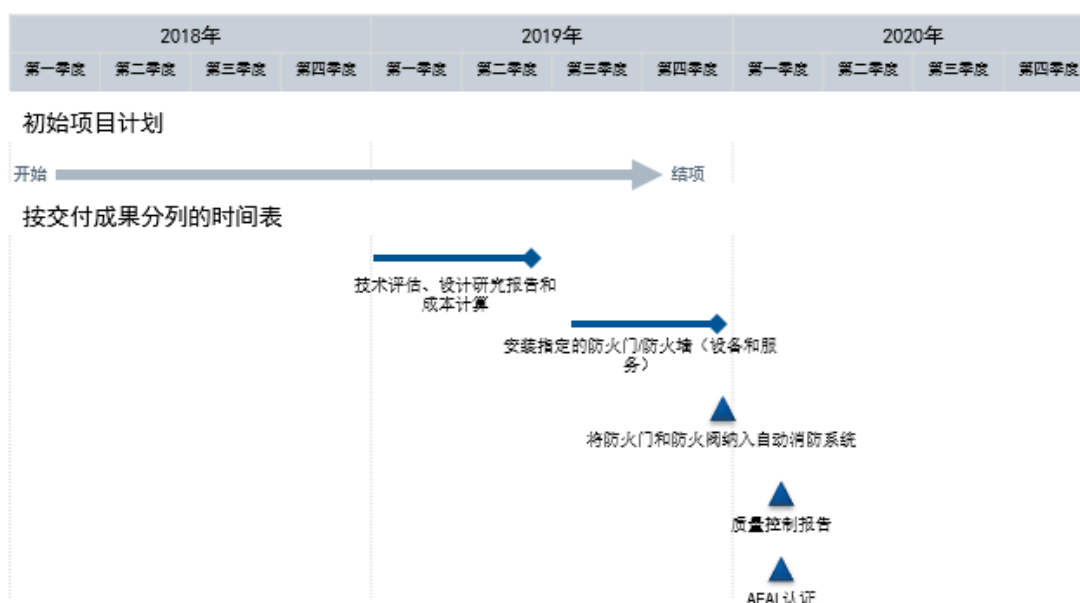 2018年 2019年 2020年
第一季度 第二季度 第三季度 第四季度 第一季度 第二季度 第三季度 第四季度 第一季度 第二季度 第三季度 第四季度
初始项目计划
开始 结项
按交付成果分列的时间表
技术评估、设计研究报告和
成本计算
安装指定的防火门/防火墙（设备和服
务）
将防火门和防火阀纳入自动消防系统
质量控制报告
AEAI认证